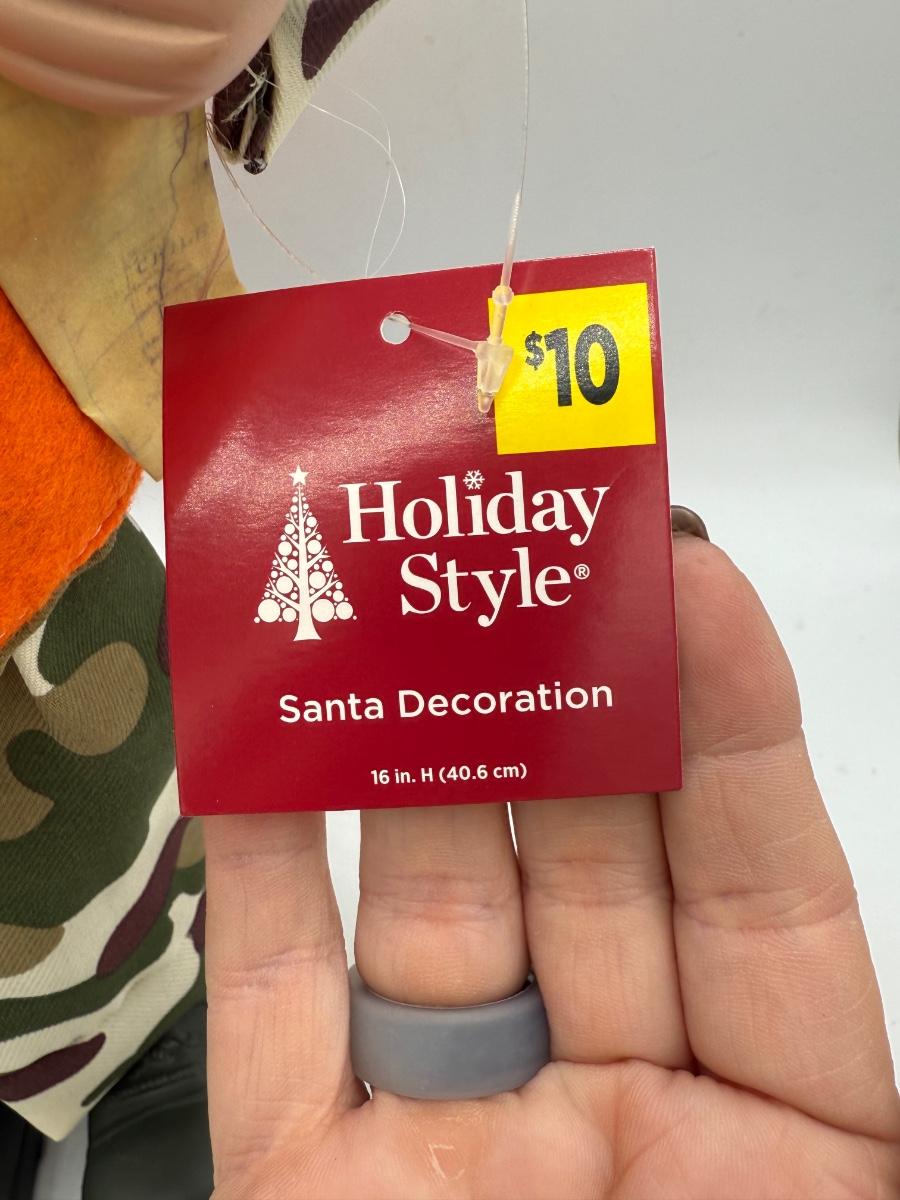 $10
Holiday
Style®
Santa Decoration
16 in. H (40.6 cm)